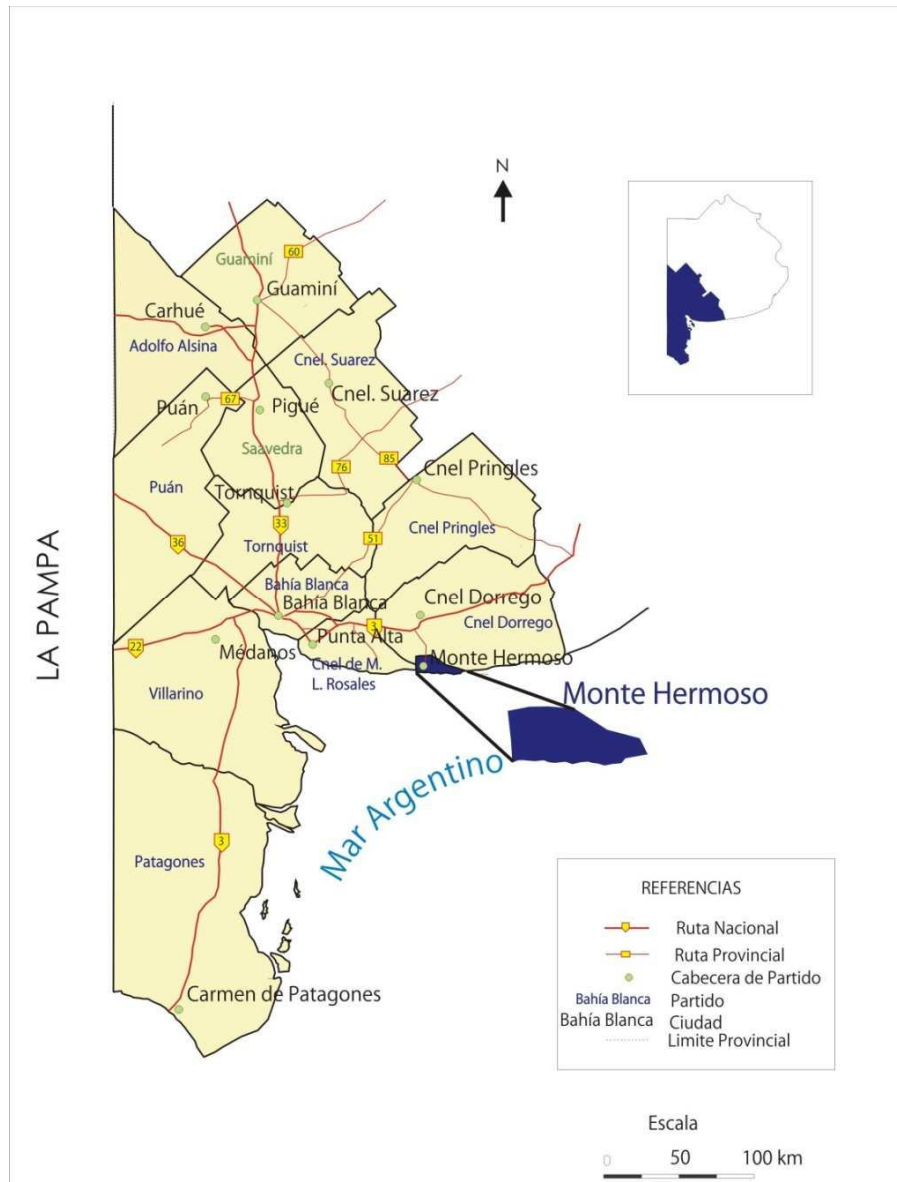 N
Guaminí
60
Guaminí
Carhué
Adolfo Alsina
Cnel. Suarez
Cnel. Suarez
Puán
67
Pigué
Saavedra
76
85
Cnel Pringles
Puán
Tornquist
33
51
Cnel Pringles
36
Tornquist
Bahía Blanca
Bahía Blanca
Cnel Dorrego
3
Cnel Dorrego
LA PAMPA
22
Médanos
Punta Alta
Cnel de M.
L. Rosales
Monte Hermoso
Villarino
Monte Hermoso
Mar Argentino
3
Patagones
Carmen de Patagones
REFERENCIAS
Ruta Nacional
Ruta Provincial
Cabecera de Partido
Bahía Blanca Partido
Bahía Blanca Ciudad
Limite Provincial
Escala
0 50 100 km